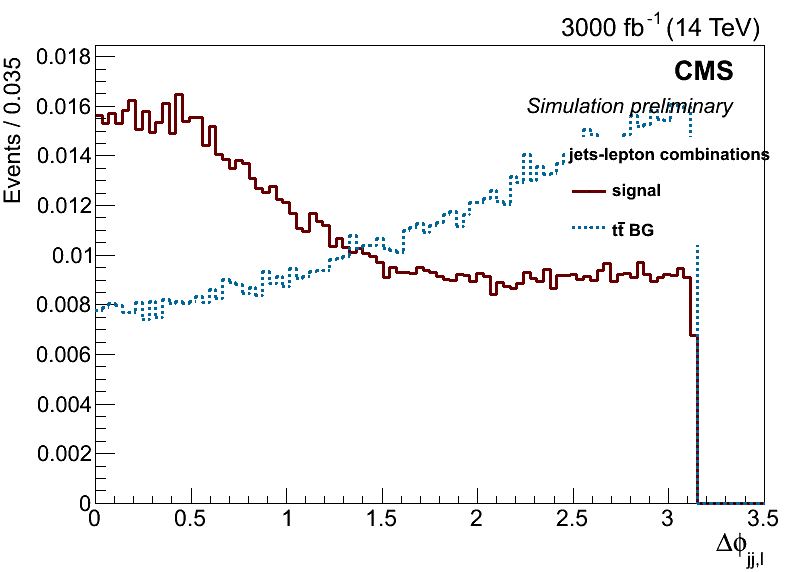 3000 fb⁻¹ (14 TeV)
CMS
Simulation preliminary
jets-lepton combinations
signal
tt̄ BG
Events / 0.035
0.018
0.016
0.014
0.012
0.01
0.008
0.006
0.004
0.002
0
0 0.5 1 1.5 2 2.5 3 3.5
Δϕjj,l